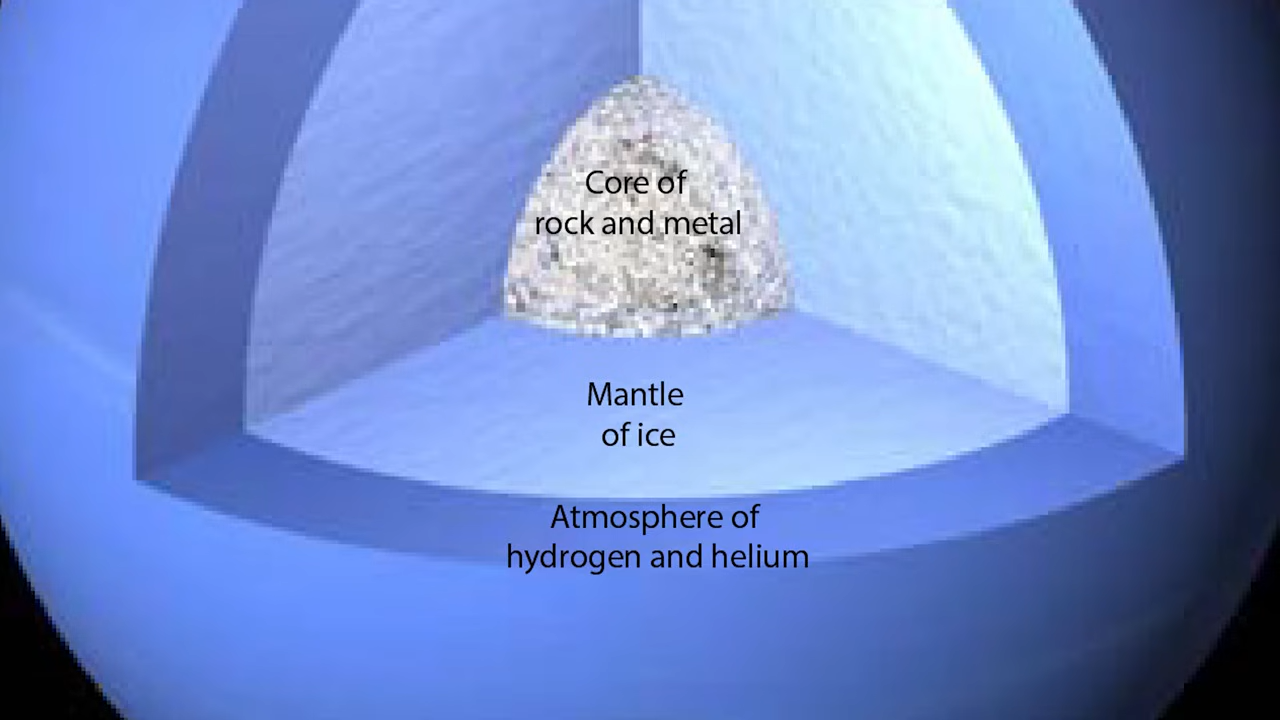 Core of
rock and metal
Mantle
of ice
Atmosphere of
hydrogen and helium